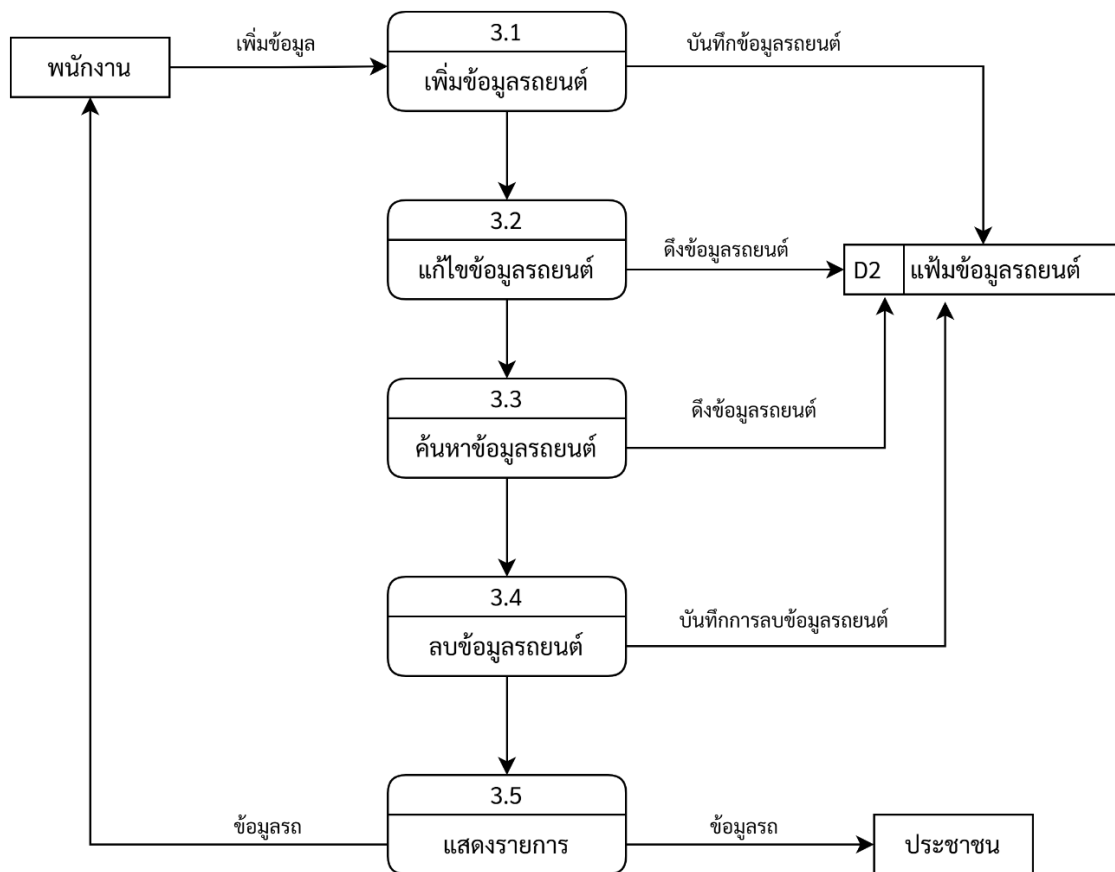 3.1
เพิ่มข้อมูล
บันทึกข้อมูลรถยนต์
พนักงาน
เพิ่มข้อมูลรถยนต์
3.2
ดึงข้อมูลรถยนต์
แก้ไขข้อมูลรถยนต์
D2
แฟ้มข้อมูลรถยนต์
3.3
ดึงข้อมูลรถยนต์
ค้นหาข้อมูลรถยนต์
3.4
บันทึกการลบข้อมูลรถยนต์
ลบข้อมูลรถยนต์
3.5
ข้อมูลรถ
ข้อมูลรถ
แสดงรายการ
ประชาชน